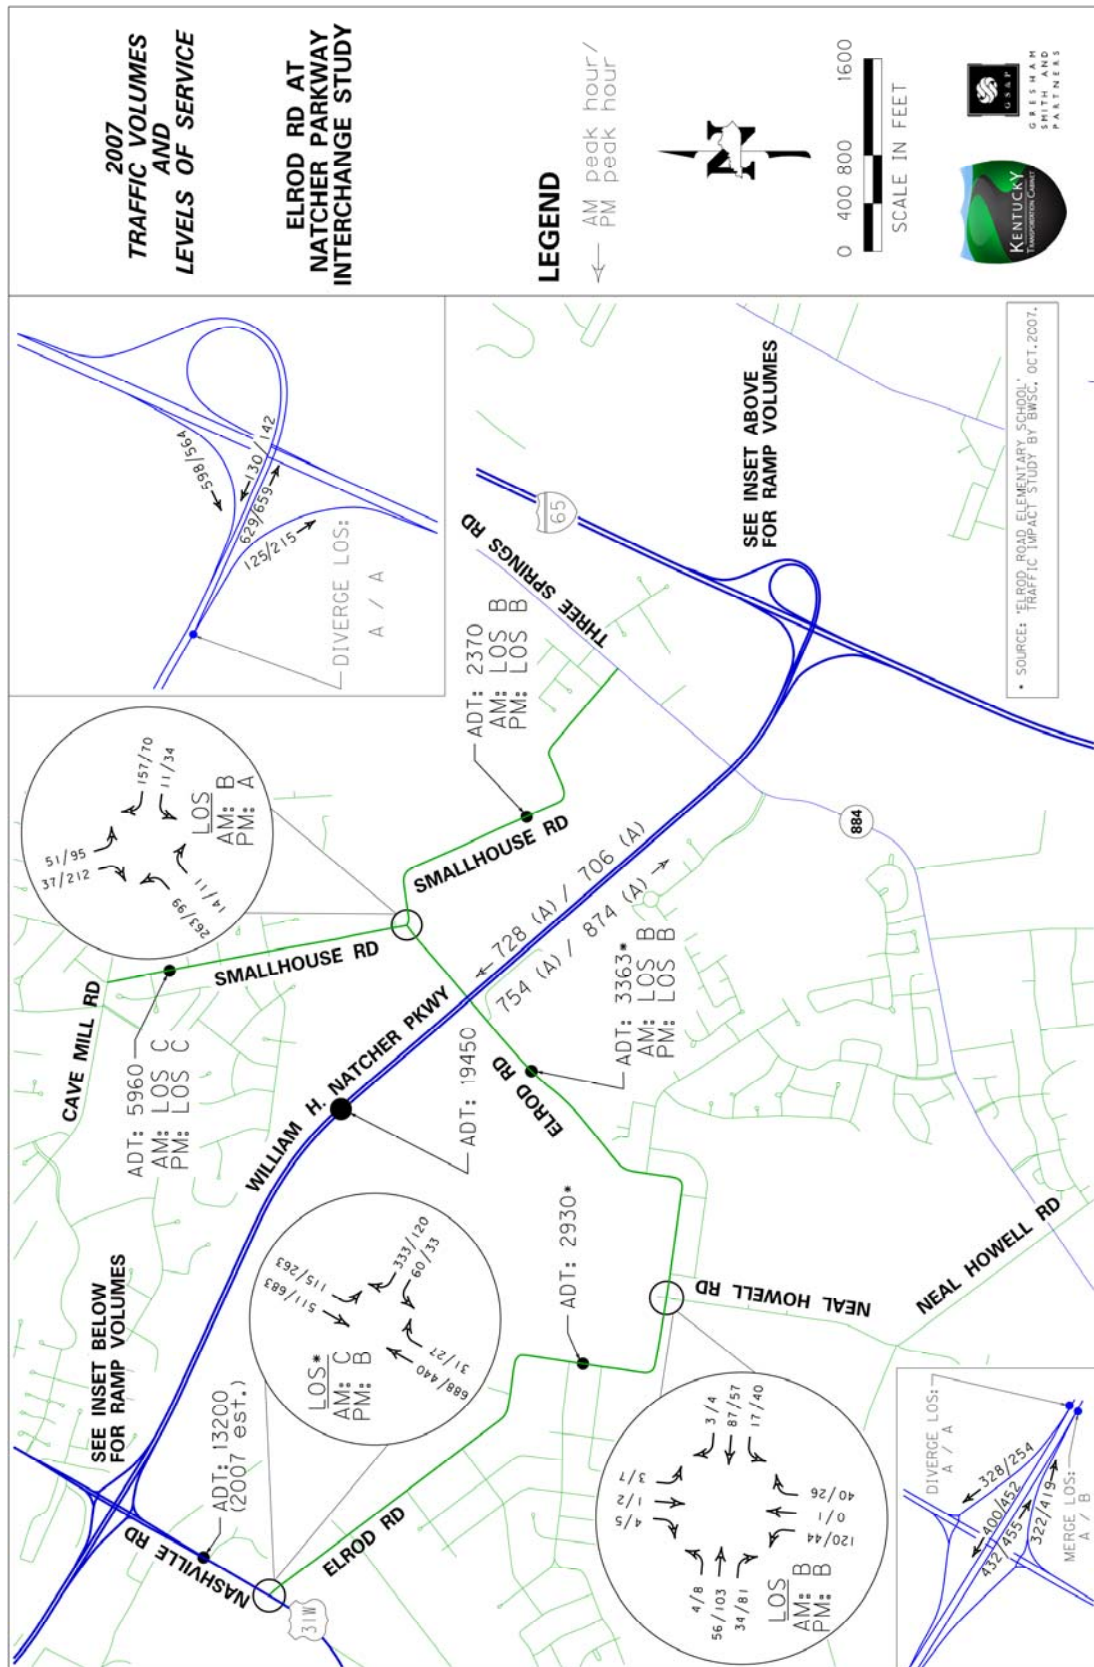 2007
TRAFFIC VOLUMES
AND
LEVELS OF SERVICE
ELROD RD AT
NATCHER PARKWAY
INTERCHANGE STUDY
LEGEND
AM peak hour/
PM peak hour
N
0 400 800 1600
SCALE IN FEET
KENTUCKY
TRANSPORTATION CABINET
GS&P
GRESHAM
SMITH AND
PARTNERS
598/564
130/142
629/659
125/215
DIVERGE LOS:
A / A
SEE INSET BELOW
FOR RAMP VOLUMES
NASHVILLE RD
ADT: 13200
(2007 est.)
31W
CAVE MILL RD
ADT: 5960
AM: LOS C
PM: LOS C
51/95
37/212
157/70
11/34
263/99
14/11
LOS
AM: B
PM: A
SMALLHOUSE RD
SMALLHOUSE RD
ADT: 2370
AM: LOS B
PM: LOS B
THREE SPRINGS RD
65
SEE INSET ABOVE
FOR RAMP VOLUMES
WILLIAM H. NATCHER PKWY
ADT: 19450
728 (A) / 706 (A)
754 (A) / 874 (A)
115/263
511/683
333/120
60/33
31/27
688/440
LOS*
AM: C
PM: B
ELROD RD
ELROD RD
ADT: 3363*
AM: LOS B
PM: LOS B
ADT: 2930*
884
NEAL HOWELL RD
NEAL HOWELL RD
3/7
1/2
4/5
3/4
87/57
17/40
4/8
56/103
34/81
40/26
0/1
120/44
LOS
AM: B
PM: B
DIVERGE LOS:
A / A
328/254
400/452
432/455
322/419
MERGE LOS:
A / B
* SOURCE: "ELROD ROAD ELEMENTARY SCHOOL"
TRAFFIC IMPACT STUDY BY BWSC, OCT.2007.